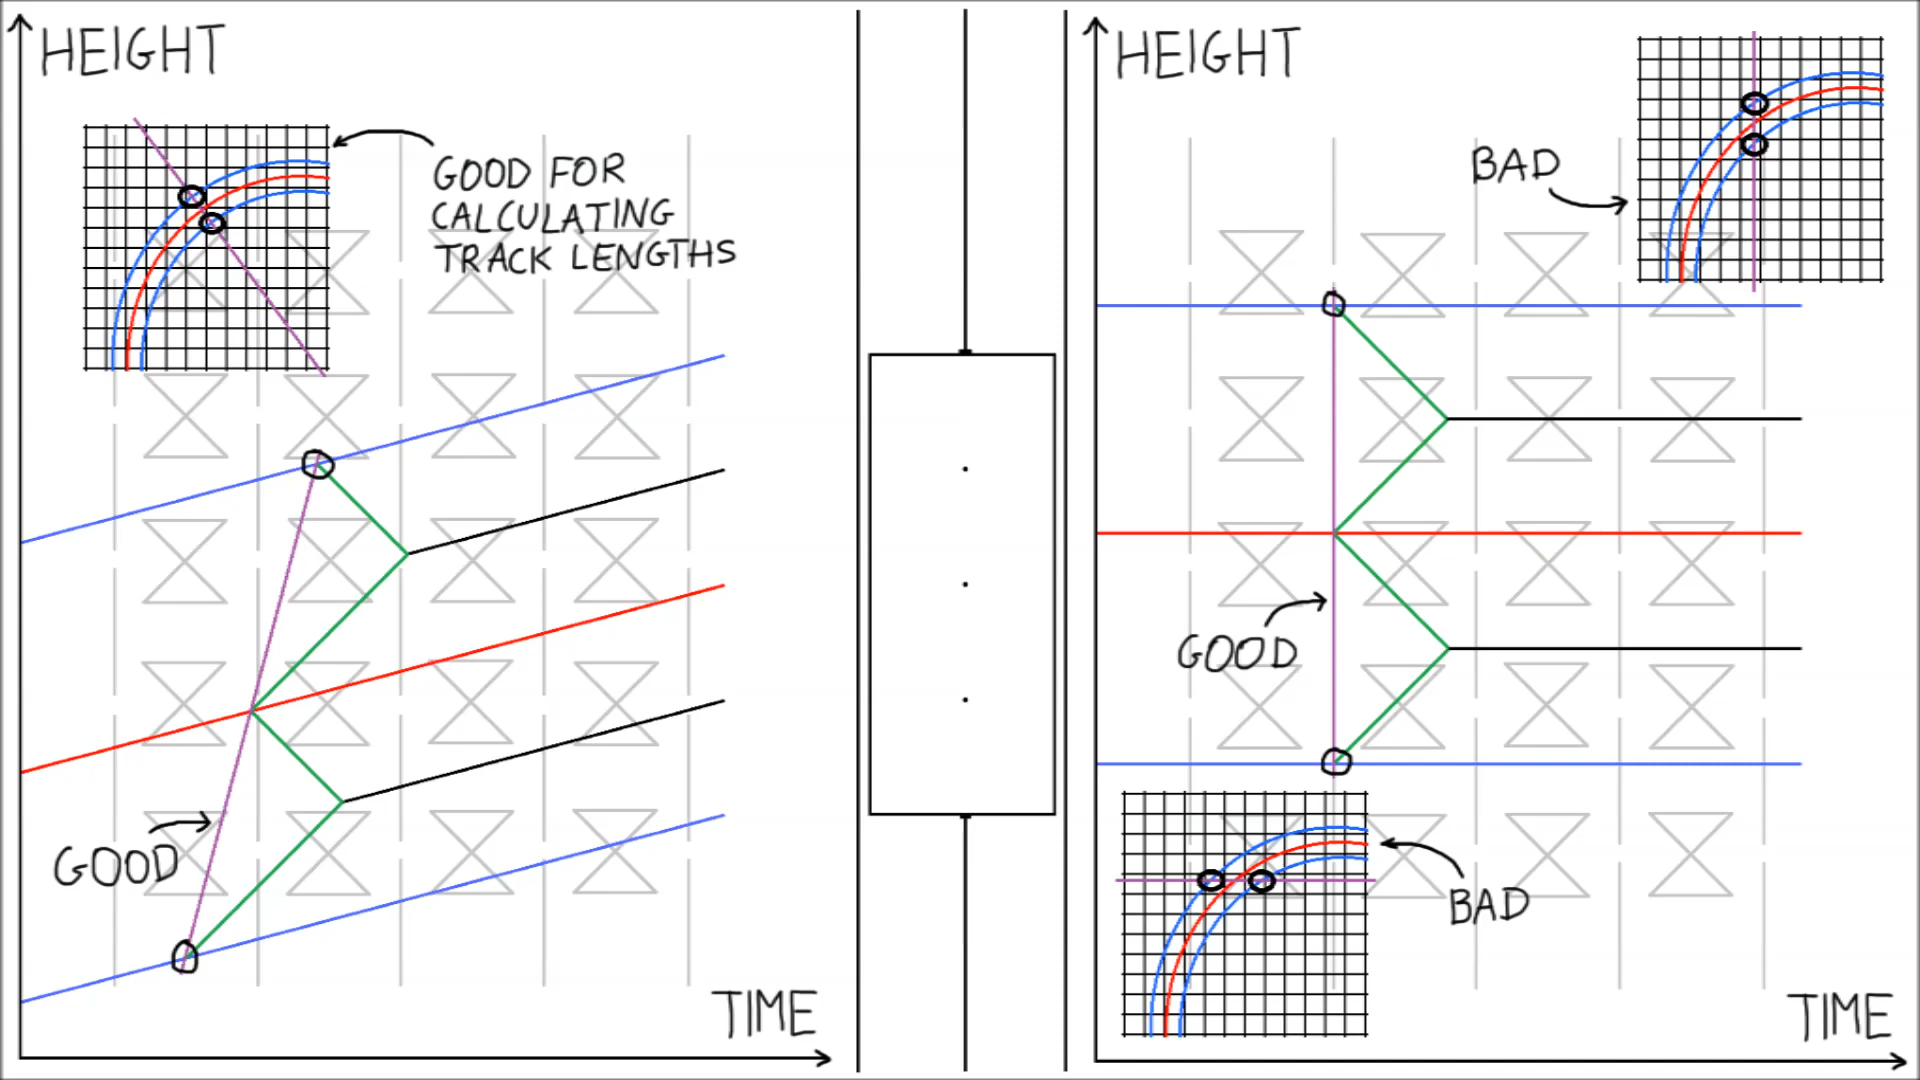 HEIGHT
GOOD FOR
CALCULATING
TRACK LENGTHS
GOOD
TIME
HEIGHT
BAD
GOOD
BAD
TIME